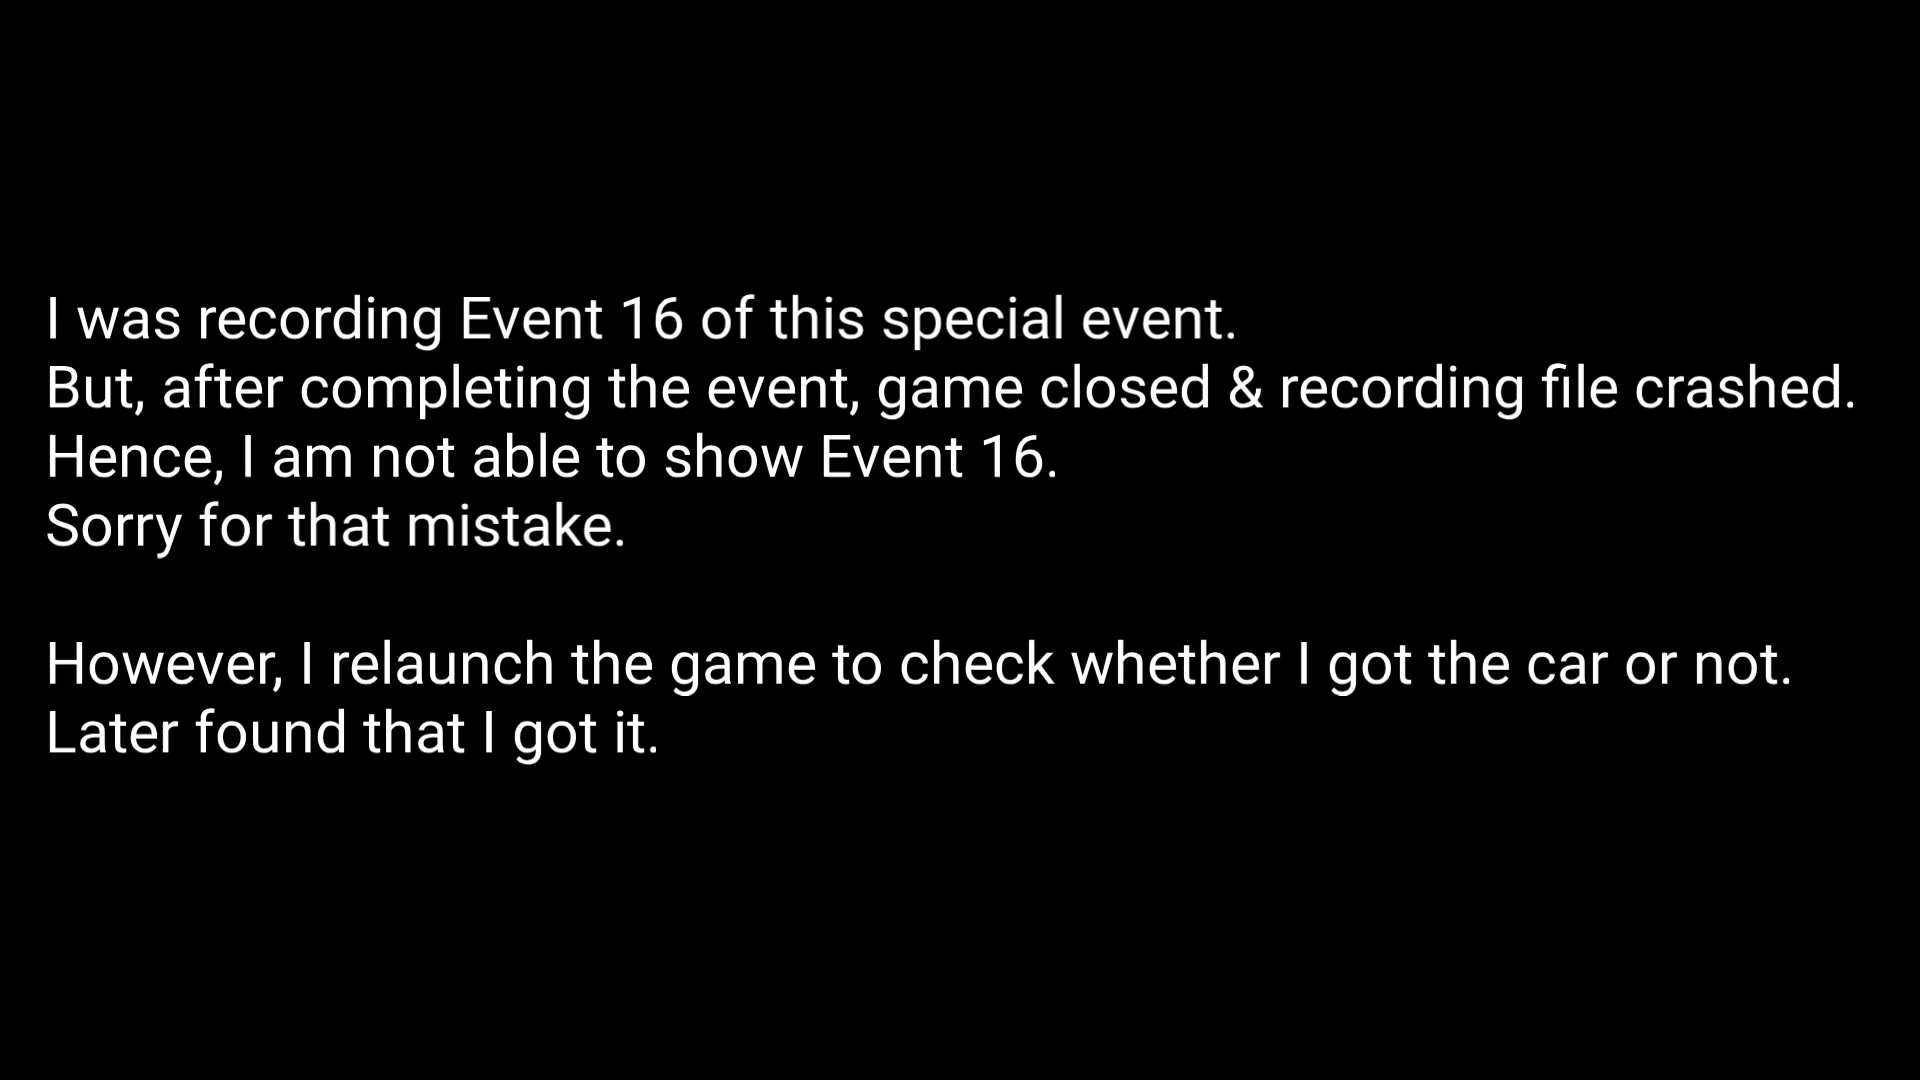 I was recording Event 16 of this special event.
But, after completing the event, game closed & recording file crashed.
Hence, I am not able to show Event 16.
Sorry for that mistake.
However, I relaunch the game to check whether I got the car or not.
Later found that I got it.